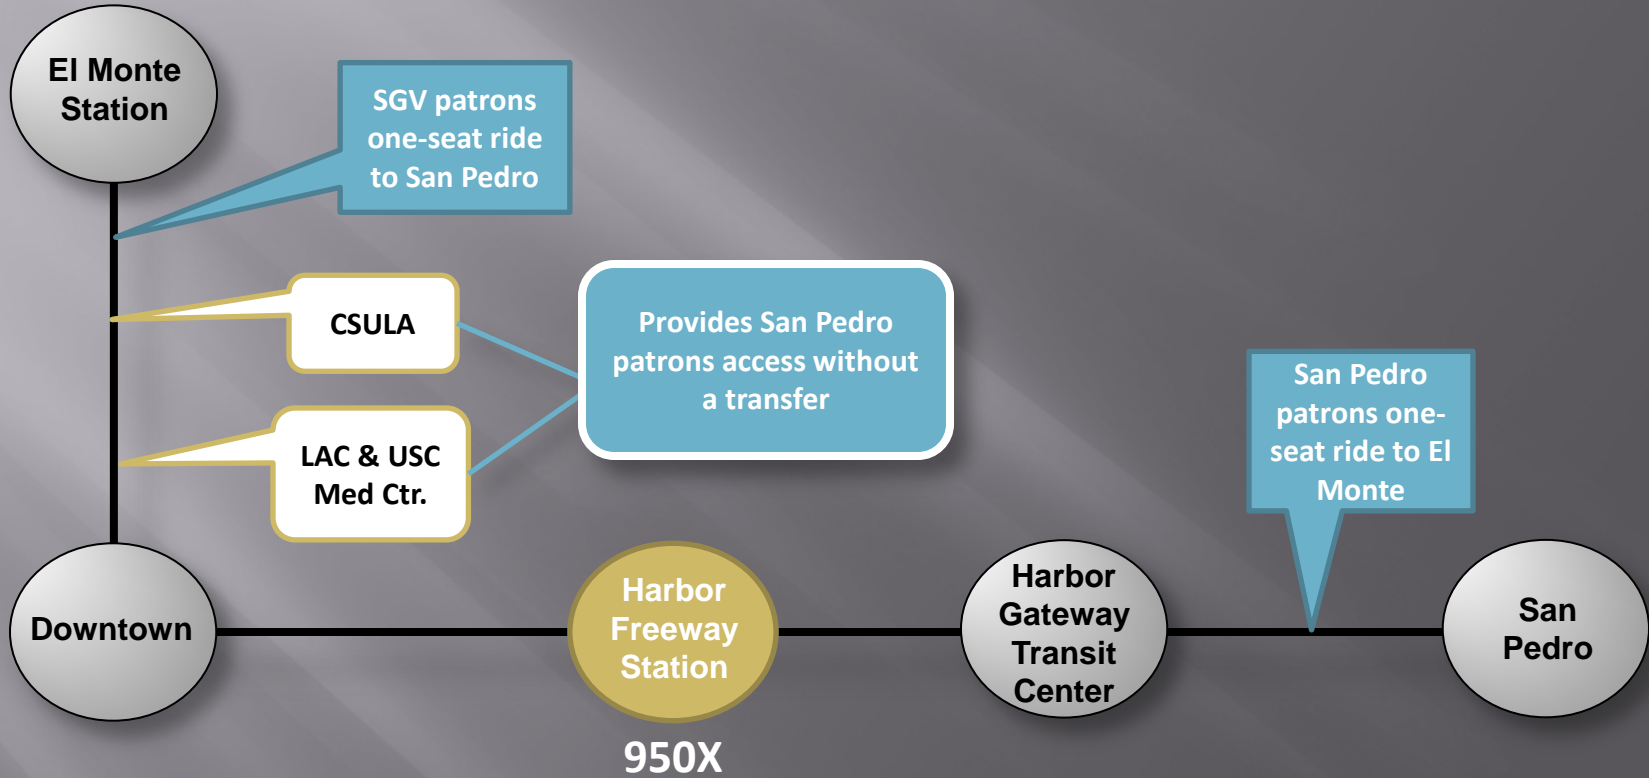 El Monte
Station
SGV patrons
one-seat ride
to San Pedro
CSULA
Provides San Pedro
patrons access without
a transfer
LAC & USC
Med Ctr.
San Pedro
patrons one-
seat ride to El
Monte
Downtown
Harbor
Freeway
Station
Harbor
Gateway
Transit
Center
San
Pedro
950X